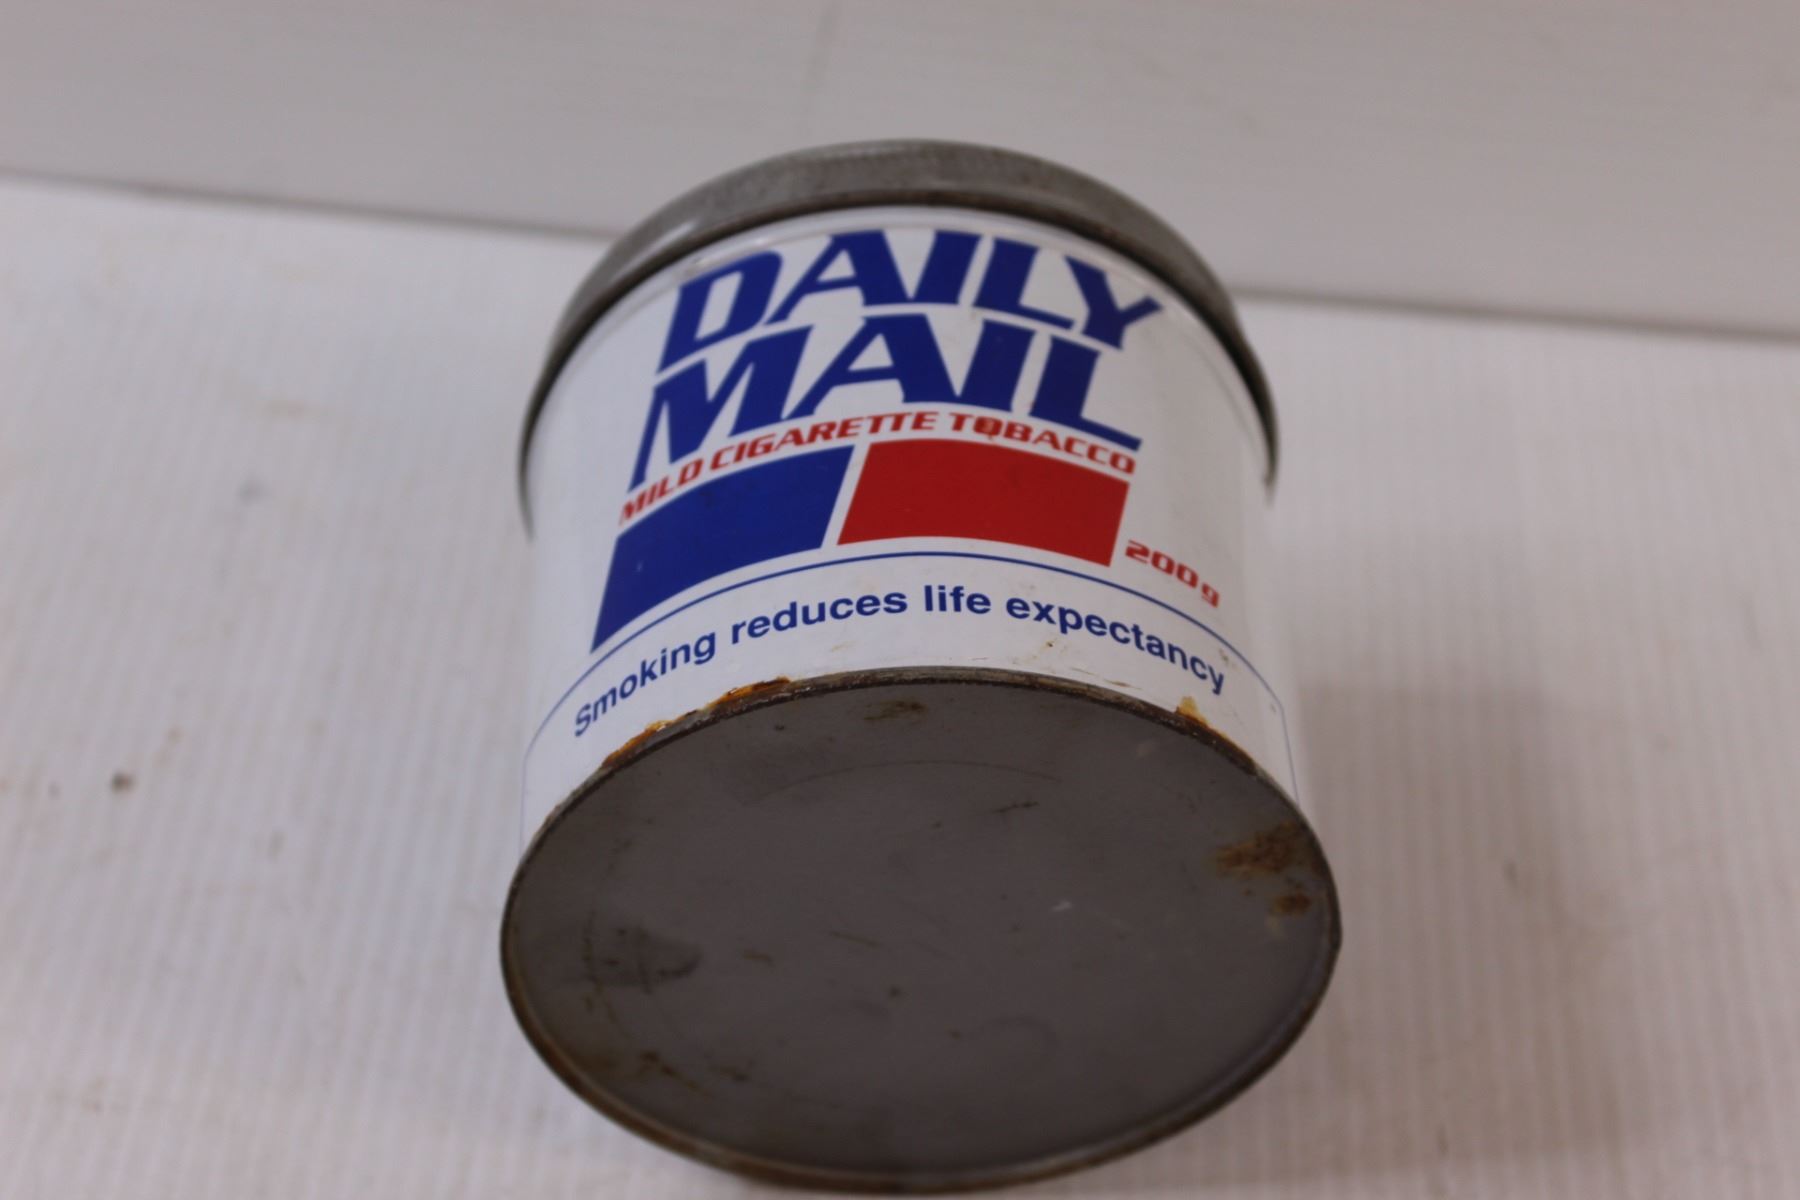 DAILY
MAIL
MILD CIGARETTE TOBACCO
200g
Smoking reduces life expectancy